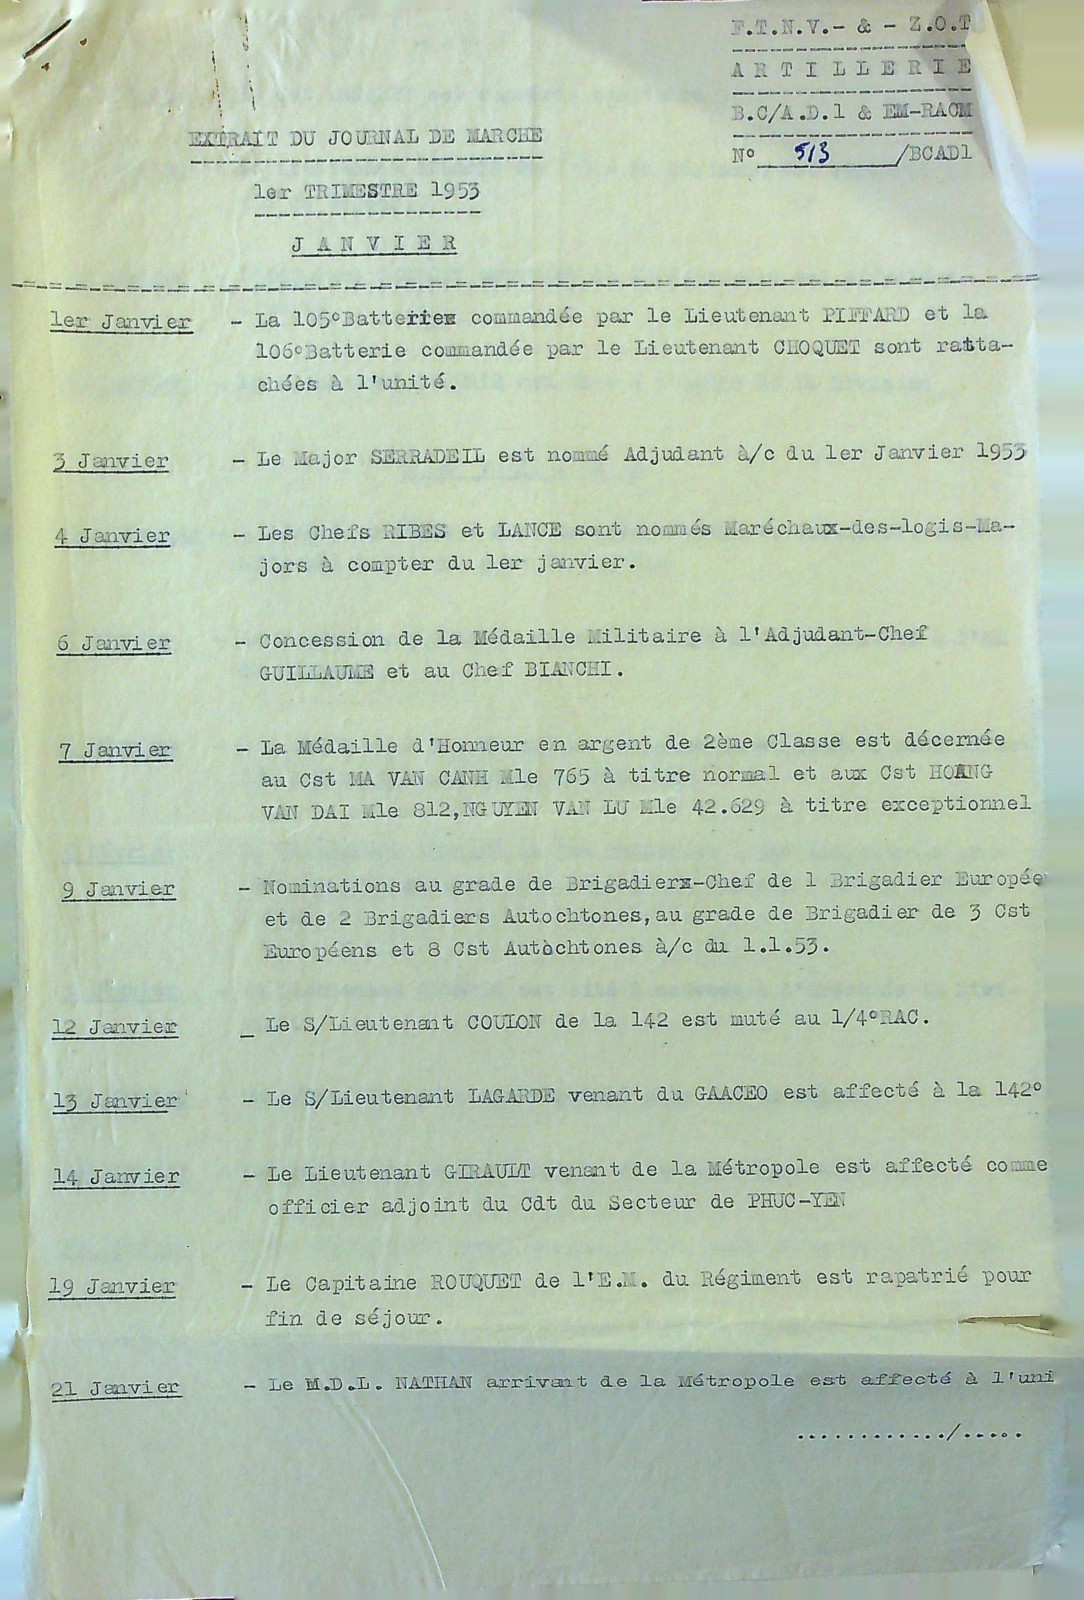 F.T.N.V.- & - Z.O.T
A R T I L L E R I E
B.C/A.D.1 & EM-RACM
N° 513 /BCAD1
EXTRAIT DU JOURNAL DE MARCHE
1er TRIMESTRE 1953
J A N V I E R
1er Janvier - La 105°Batteriex commandée par le Lieutenant PIFFARD et la
106°Batterie commandée par le Lieutenant CHOQUET sont ratta-
chées à l'unité.
3 Janvier - Le Major SERRADEIL est nommé Adjudant à/c du 1er Janvier 1953
4 Janvier - Les Chefs RIBES et LANCE sont nommés Maréchaux-des-logis-Ma-
jors à compter du 1er janvier.
6 Janvier - Concession de la Médaille Militaire à l'Adjudant-Chef
GUILLAUME et au Chef BIANCHI.
7 Janvier - La Médaille d'Honneur en argent de 2ème Classe est décernée
au Cst MA VAN CANH Mle 765 à titre normal et aux Cst HOANG
VAN DAI Mle 812,NGUYEN VAN LU Mle 42.629 à titre exceptionnel
9 Janvier - Nominations au grade de Brigadierx-Chef de 1 Brigadier Europée
et de 2 Brigadiers Autochtones,au grade de Brigadier de 3 Cst
Européens et 8 Cst Autochtones à/c du 1.1.53.
12 Janvier _ Le S/Lieutenant COULON de la 142 est muté au 1/4°RAC.
13 Janvier - Le S/Lieutenant LAGARDE venant du GAACEO est affecté à la 142°
14 Janvier - Le Lieutenant GIRAULT venant de la Métropole est affecté comme
officier adjoint du Cdt du Secteur de PHUC-YEN
19 Janvier - Le Capitaine ROUQUET de l'E.M. du Régiment est rapatrié pour
fin de séjour.
21 Janvier - Le M.D.L. NATHAN arrivant de la Métropole est affecté à l'uni
............/.....